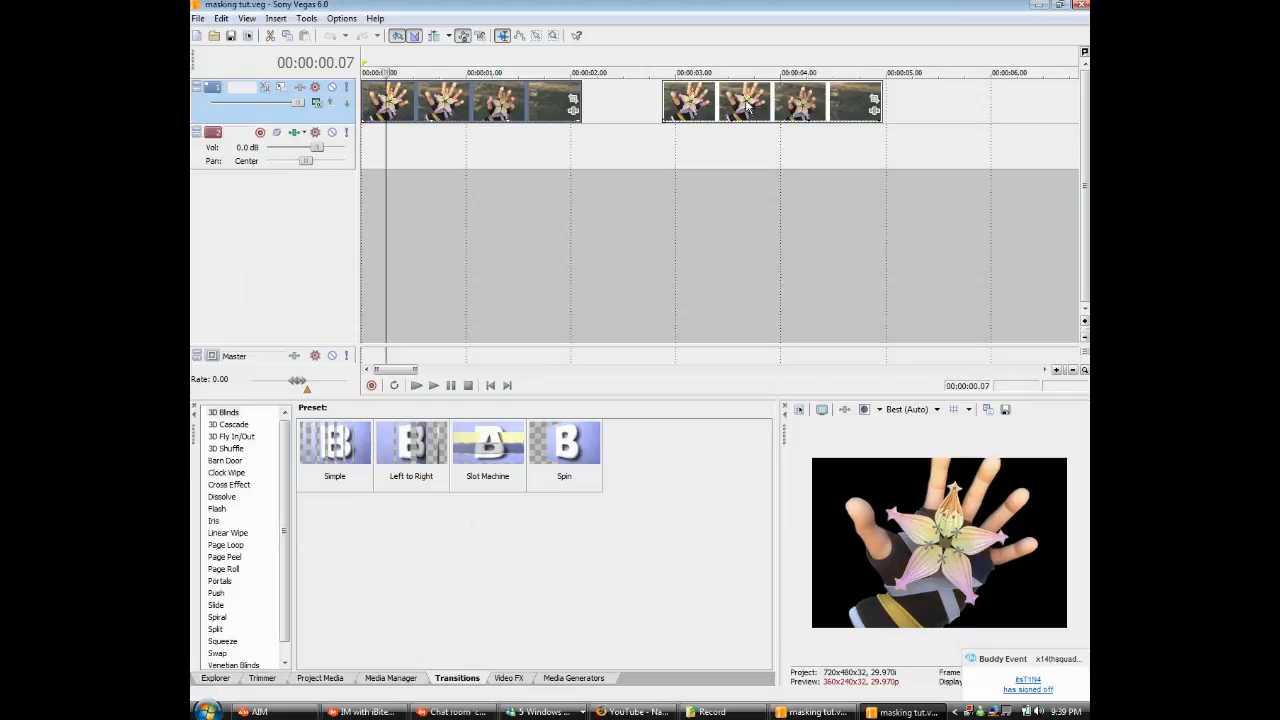 masking tut.veg - Sony Vegas 6.0
File Edit View Insert Tools Options Help
00:00:00.07
00:00:01.00 00:00:02.00 00:00:03.00 00:00:04.00 00:00:05.00 00:00:06.00
1
2
Vol: 0.0 dB
Pan: Center
Master
Rate: 0.00
00:00:00.07
3D Blinds
3D Cascade
3D Fly In/Out
3D Shuffle
Barn Door
Clock Wipe
Cross Effect
Dissolve
Flash
Iris
Linear Wipe
Page Loop
Page Peel
Page Roll
Portals
Push
Slide
Spiral
Split
Squeeze
Swap
Venetian Blinds
Preset:
Simple Left to Right Slot Machine Spin
Best (Auto)
Project: 720x480x32, 29.970i Frame
Preview: 360x240x32, 29.970p Display
Buddy Event x14thsquad...
itsT1N4
has signed off
Explorer Trimmer Project Media Media Manager Transitions Video FX Media Generators
AIM IM with iBite... Chat room 'c... 5 Windows ... YouTube - Na... Record masking tut.v... masking tut.v... 9:39 PM